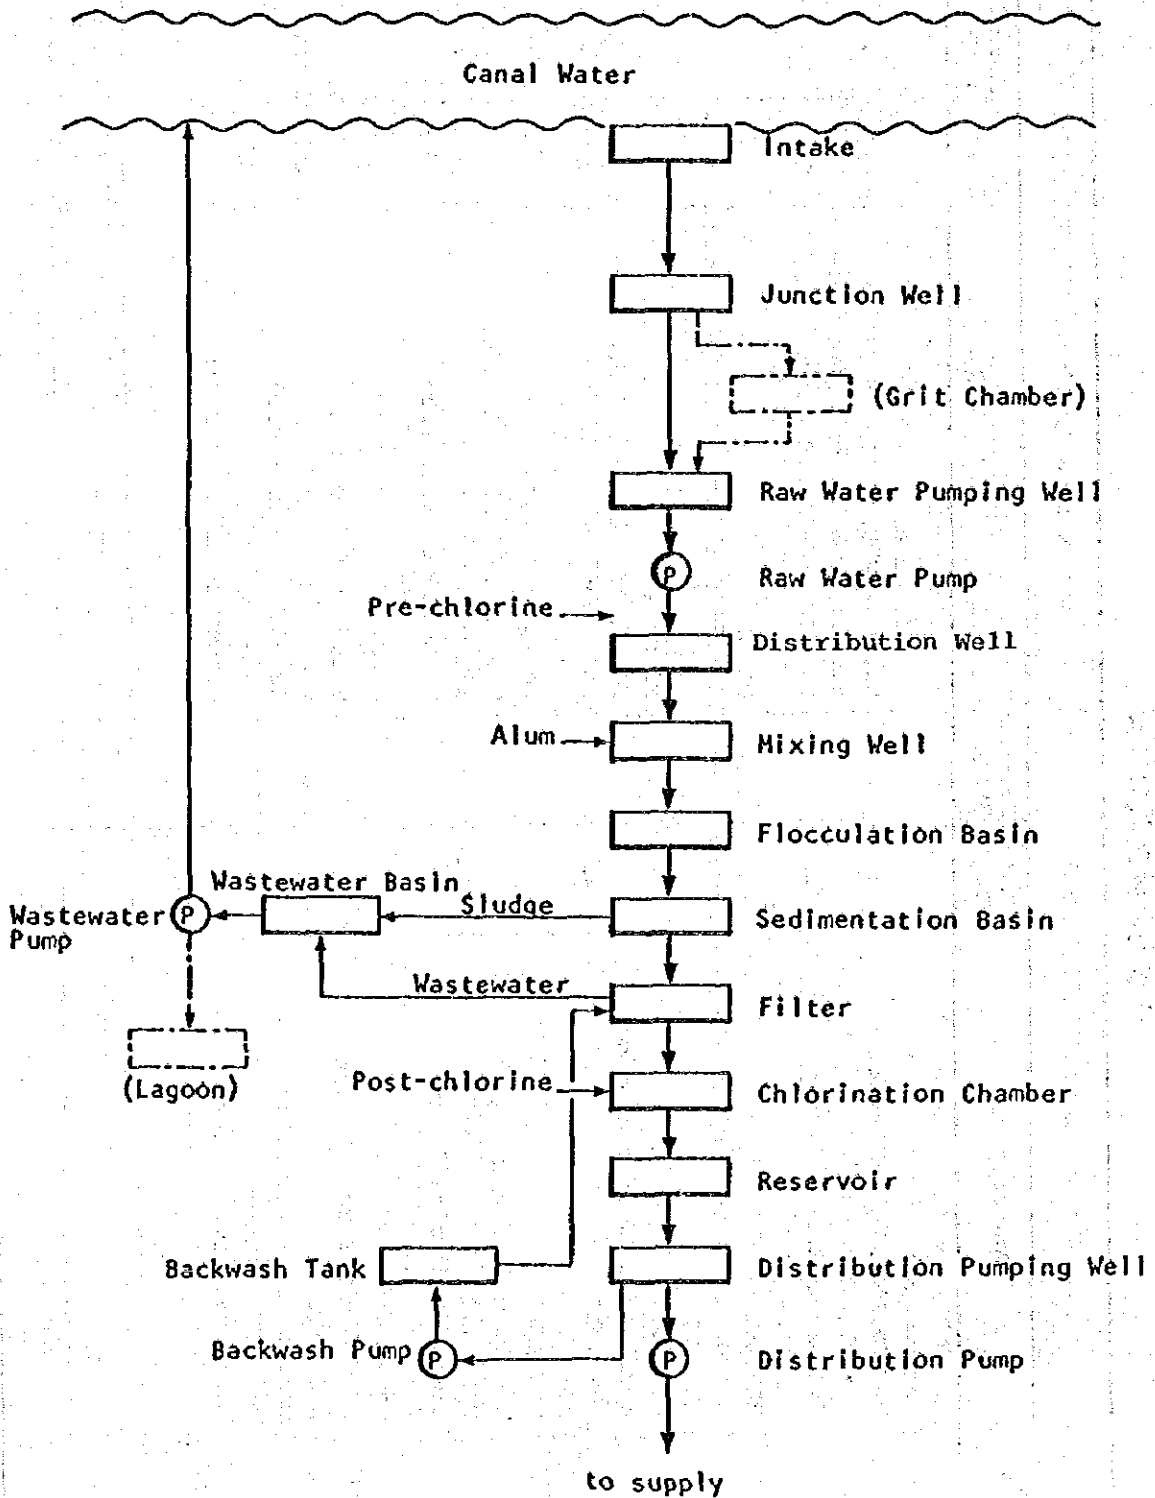 Canal Water
Intake
Junction Well
(Grit Chamber)
Raw Water Pumping Well
P
Raw Water Pump
Pre-chlorine
Distribution Well
Alum
Mixing Well
Flocculation Basin
Wastewater Basin
Sludge
Wastewater
Pump
P
Sedimentation Basin
Wastewater
Filter
(Lagoon)
Post-chlorine
Chlorination Chamber
Reservoir
Backwash Tank
Distribution Pumping Well
Backwash Pump
P
P
Distribution Pump
to supply